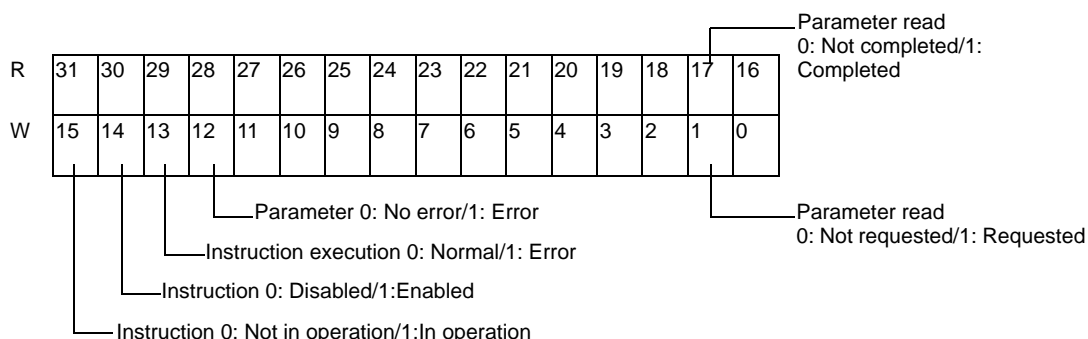 Parameter read
0: Not completed/1:
Completed
R 31 30 29 28 27 26 25 24 23 22 21 20 19 18 17 16
W 15 14 13 12 11 10 9 8 7 6 5 4 3 2 1 0
Parameter 0: No error/1: Error
Parameter read
0: Not requested/1: Requested
Instruction execution 0: Normal/1: Error
Instruction 0: Disabled/1:Enabled
Instruction 0: Not in operation/1:In operation